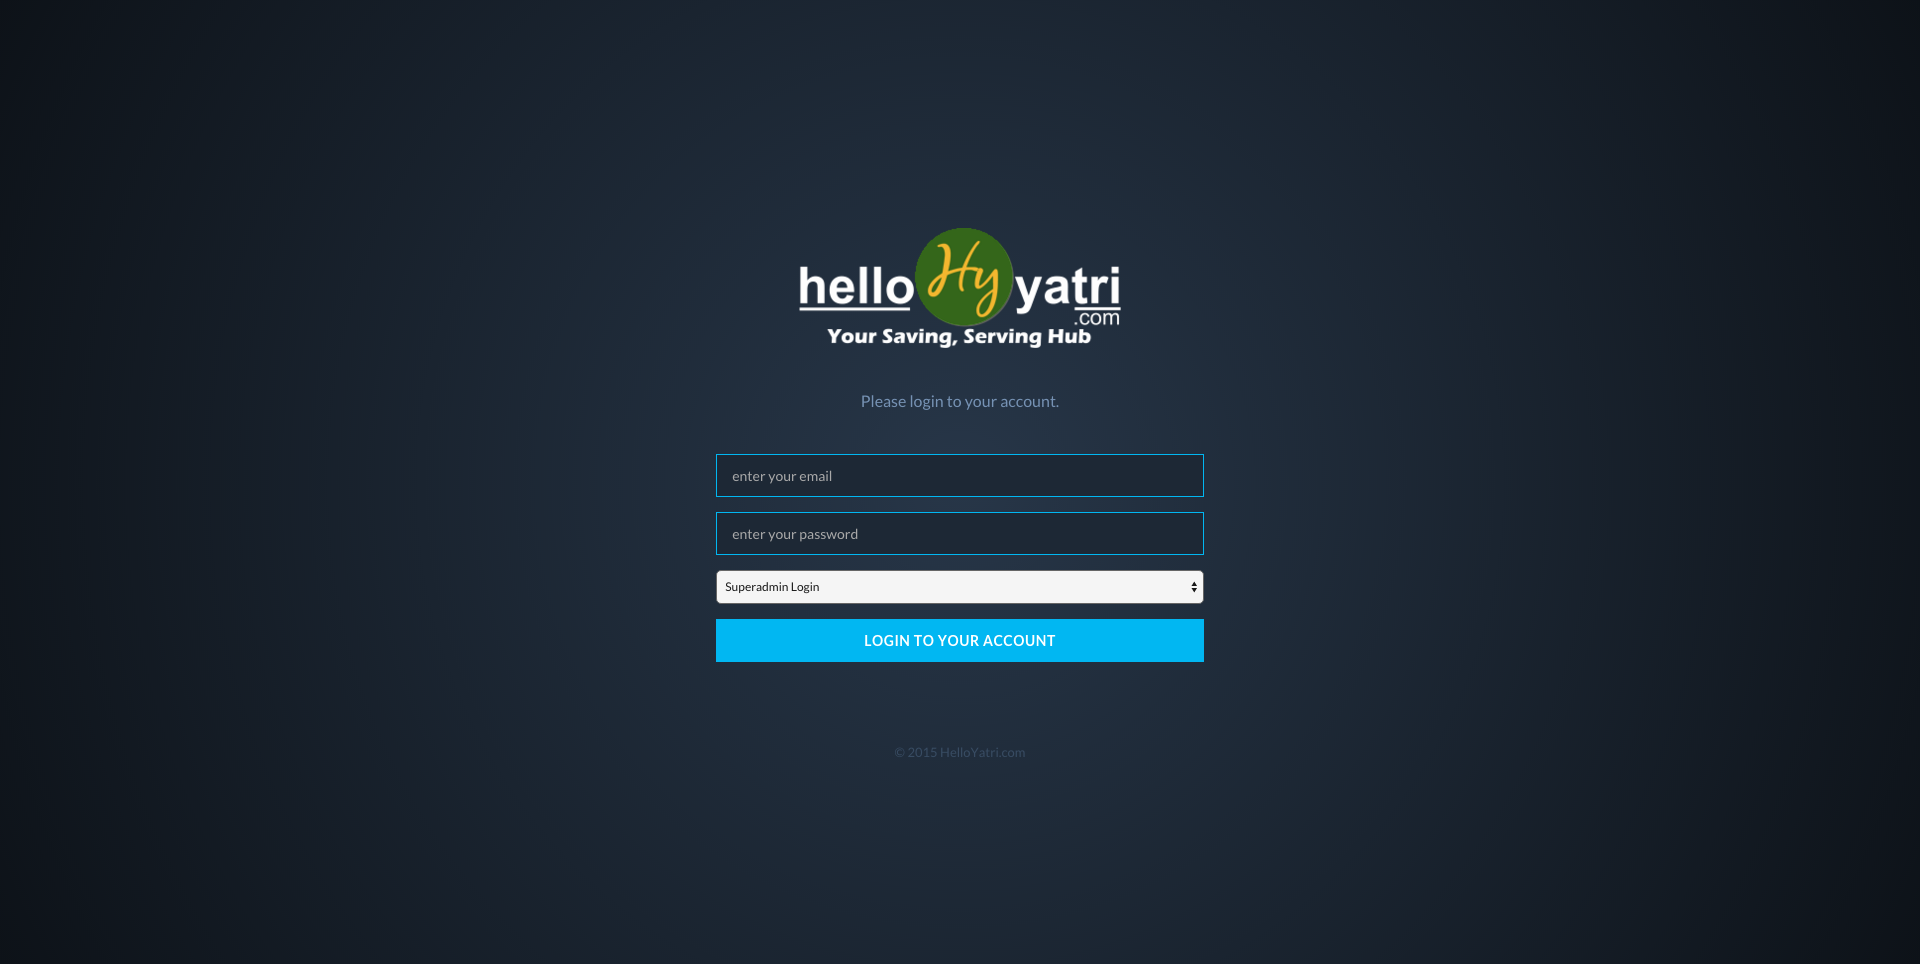 hello Hy yatri
.com
Your Saving, Serving Hub
Please login to your account.
enter your email
enter your password
Superadmin Login
LOGIN TO YOUR ACCOUNT
© 2015 HelloYatri.com